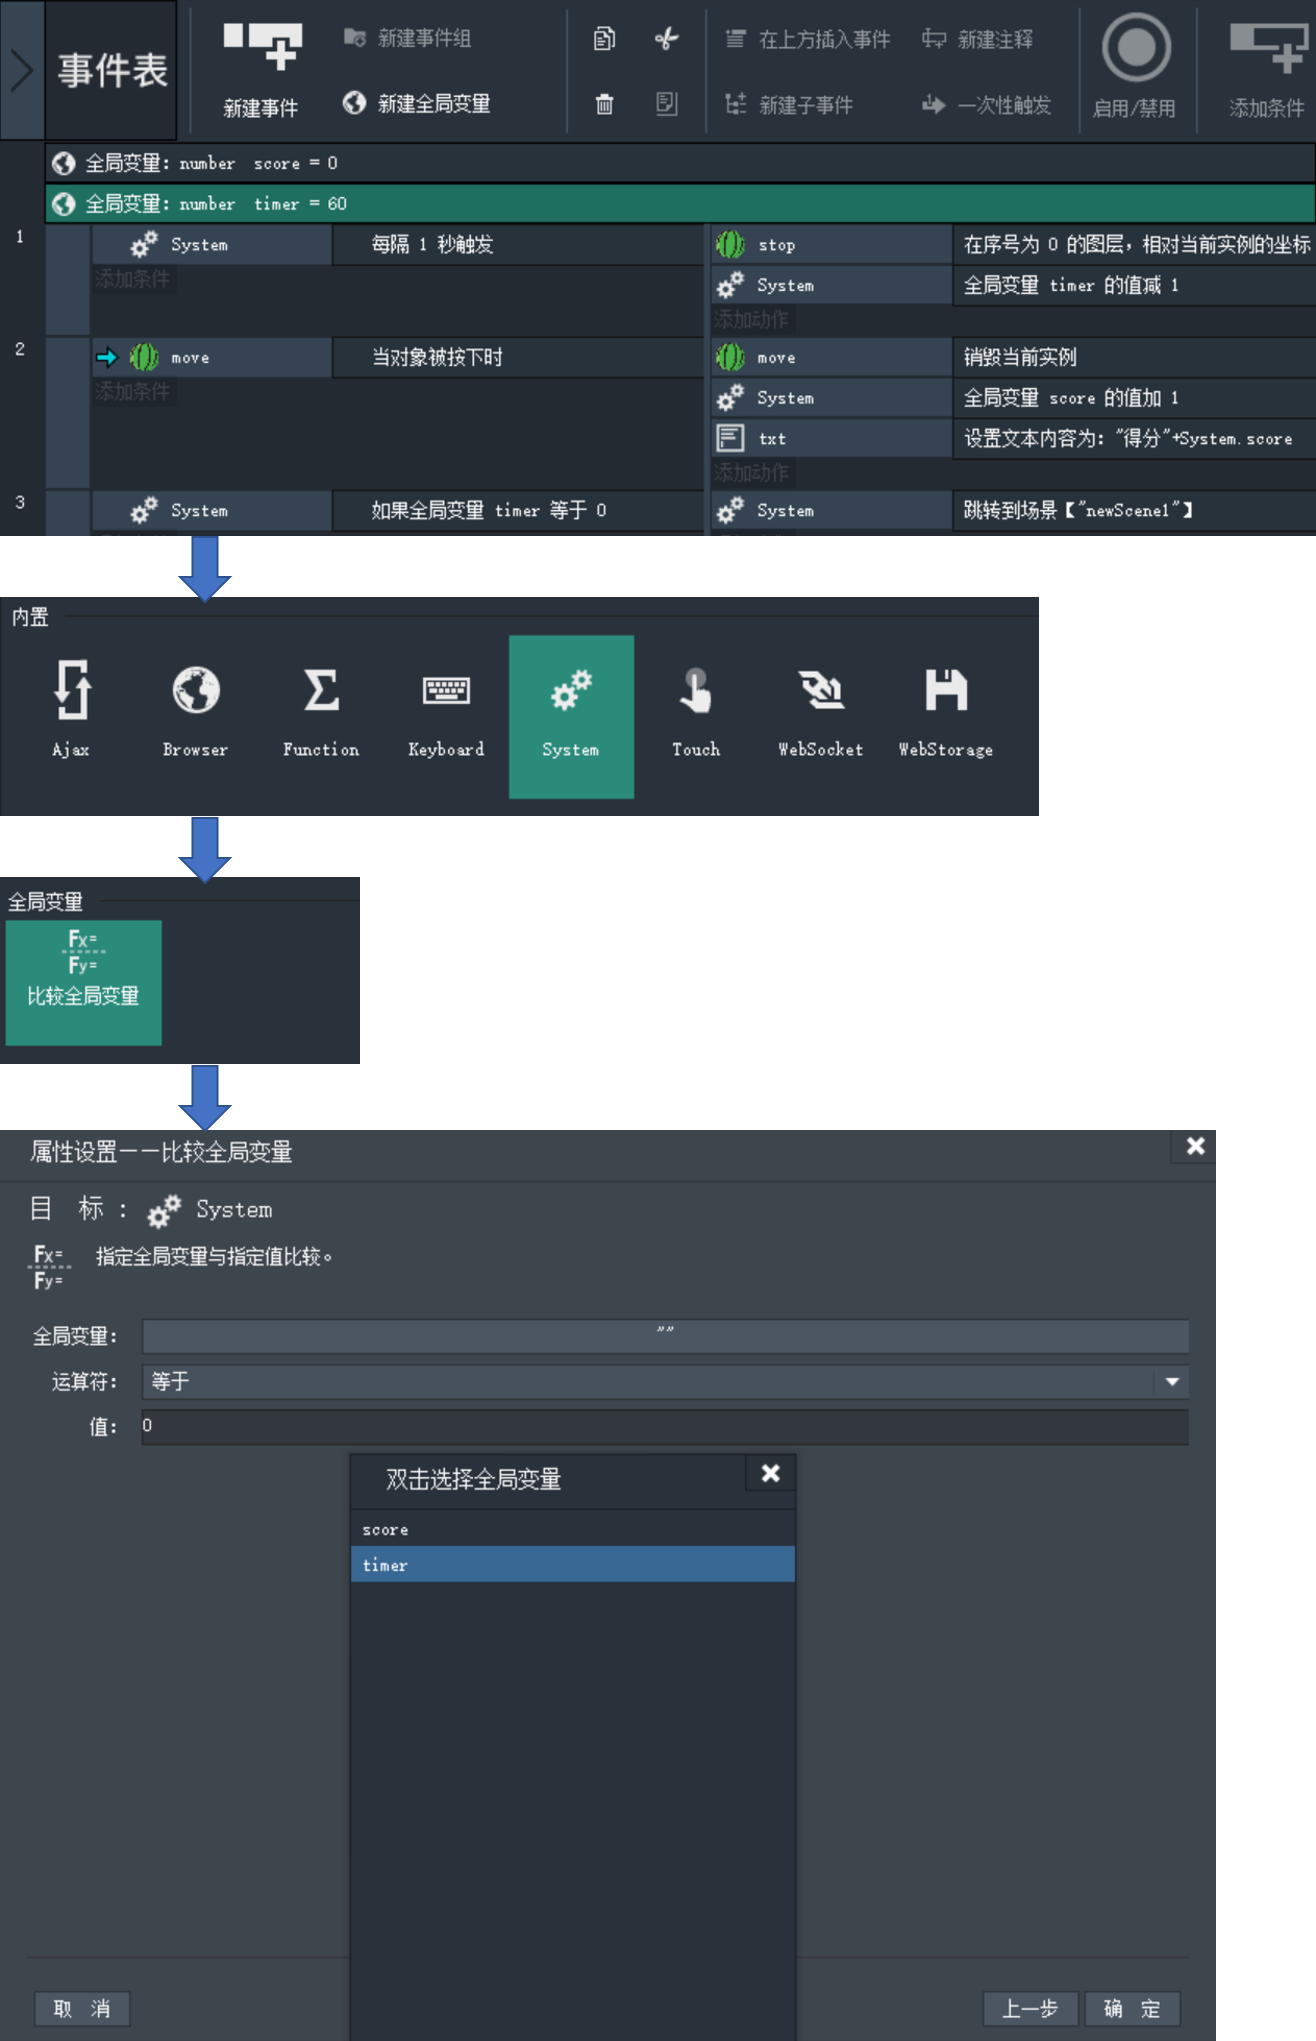 事件表
新建事件
新建事件组
新建全局变量
在上方插入事件
新建注释
新建子事件
一次性触发
启用/禁用
添加条件
全局变量: number score = 0
全局变量: number timer = 60
1
System 每隔 1 秒触发
添加条件
stop 在序号为 0 的图层，相对当前实例的坐标
System 全局变量 timer 的值减 1
添加动作
2
move 当对象被按下时
添加条件
move 销毁当前实例
System 全局变量 score 的值加 1
txt 设置文本内容为: "得分"+System.score
添加动作
3
System 如果全局变量 timer 等于 0
System 跳转到场景【"newScene1"】
内置
Ajax Browser Function Keyboard System Touch WebSocket WebStorage
全局变量
Fx=
Fy=
比较全局变量
属性设置——比较全局变量
目 标 : System
Fx=
Fy=
指定全局变量与指定值比较。
全局变量: ""
运算符: 等于
值: 0
双击选择全局变量
score
timer
取 消
上一步
确 定